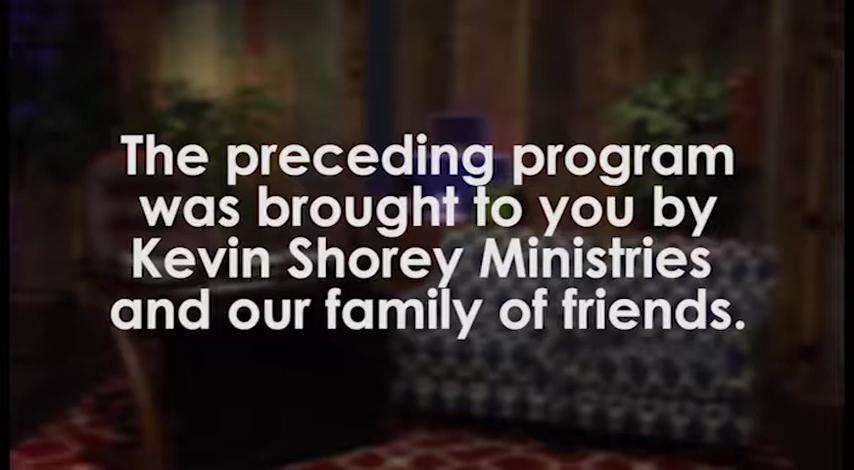 The preceding program
was brought to you by
Kevin Shorey Ministries
and our family of friends.